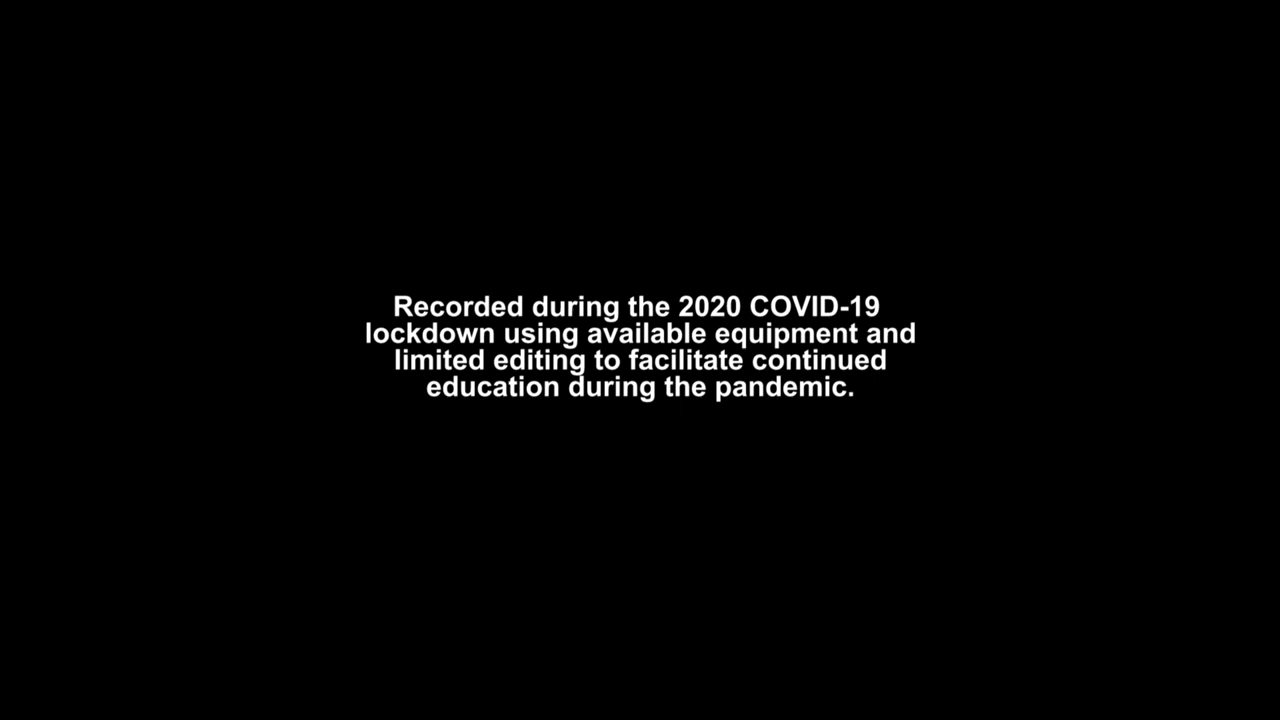 Recorded during the 2020 COVID-19
lockdown using available equipment and
limited editing to facilitate continued
education during the pandemic.